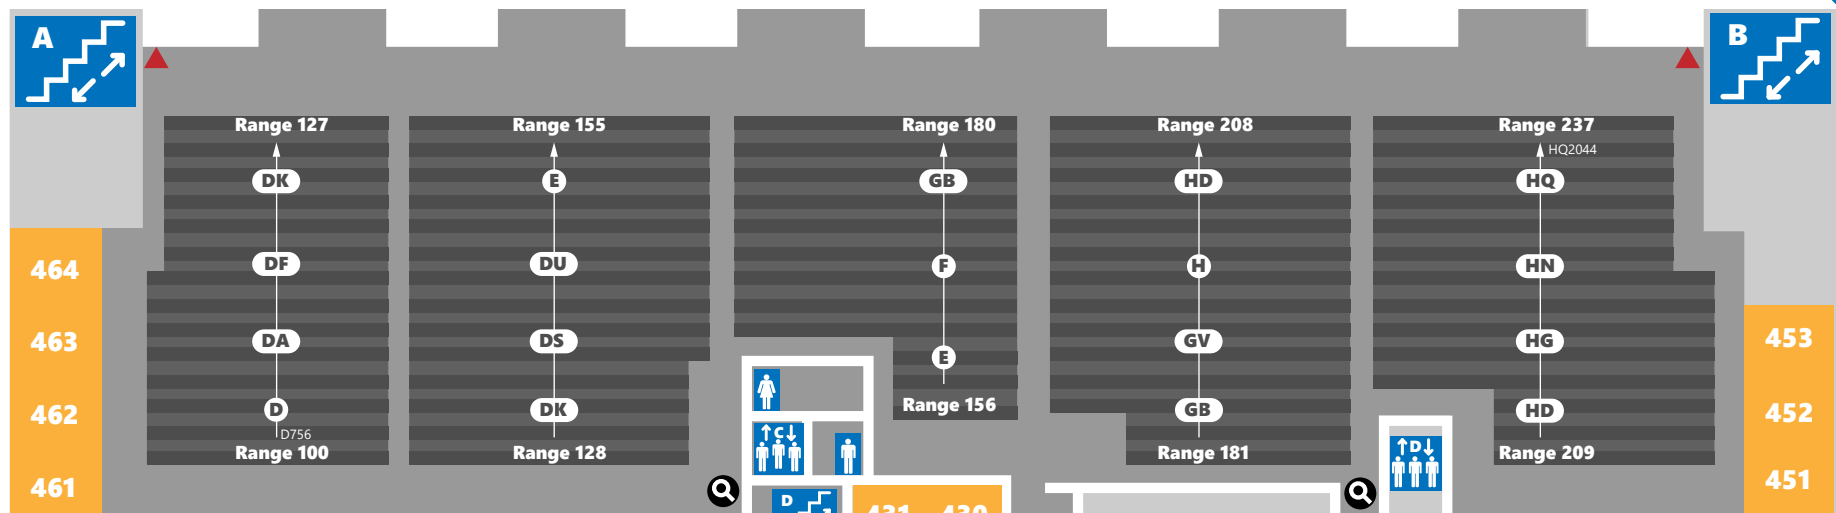 A
B
Range 127
Range 155
Range 180
Range 208
Range 237
HQ2044
DK
E
GB
HD
HQ
DF
DU
F
H
HN
DA
DS
E
GV
HG
D
DK
GB
HD
D756
Range 100
Range 128
Range 156
Range 181
Range 209
464
463
462
461
453
452
451
C
D
D
431 430